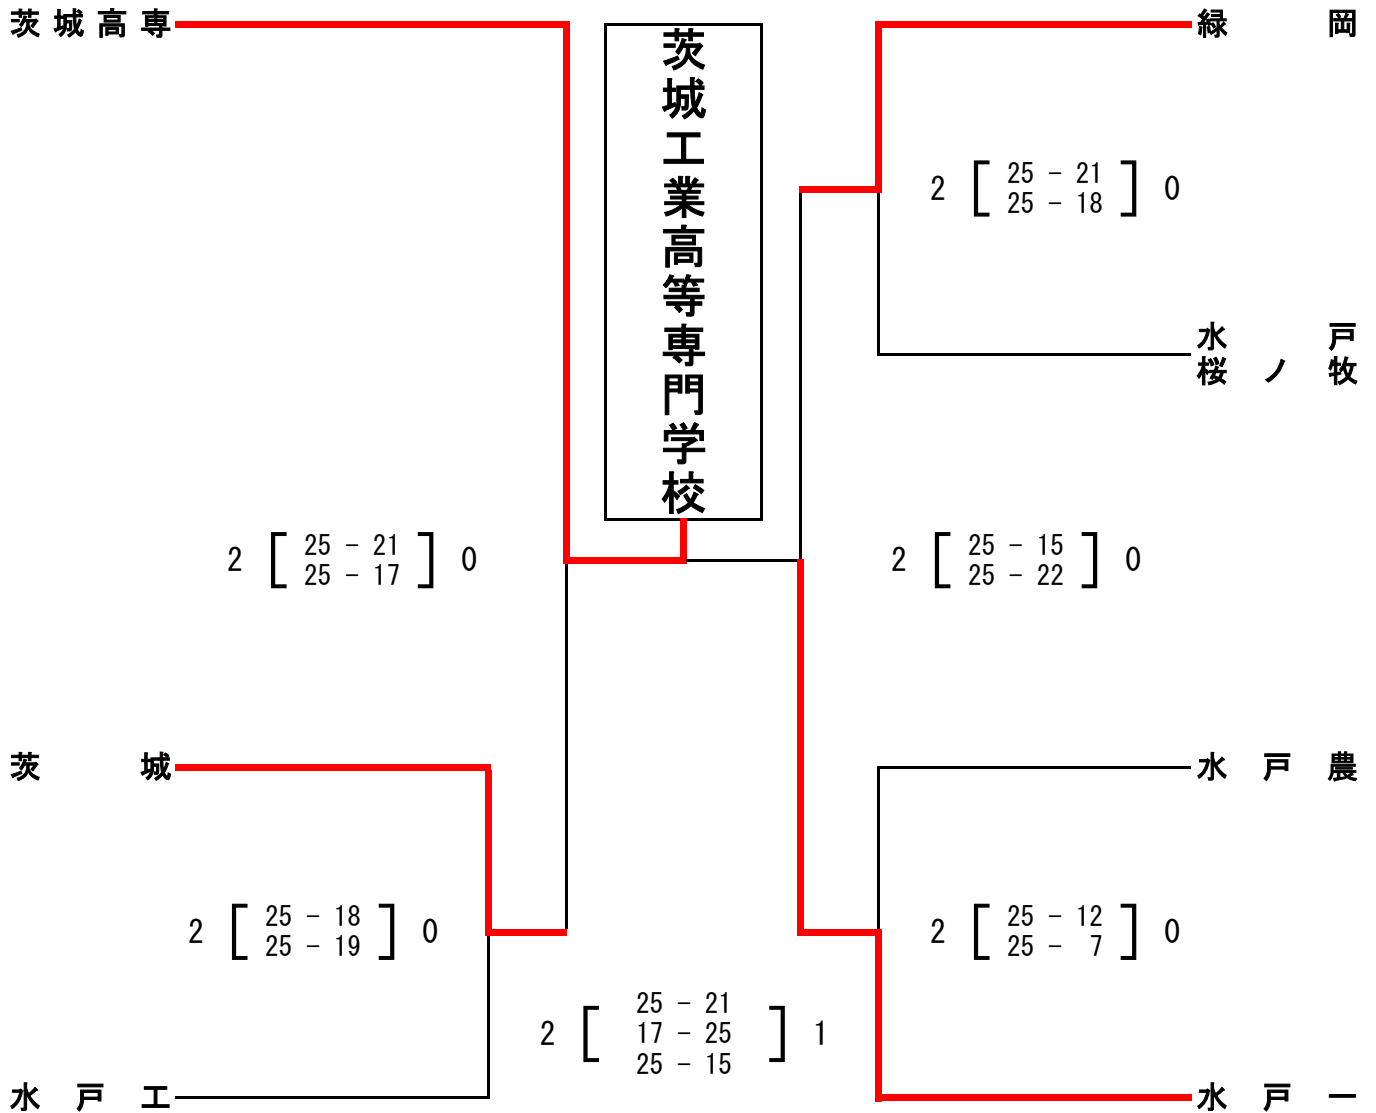 茨城高専
茨城工業高等専門学校
緑岡
2 [ 25 - 21 ] 0
25 - 18
水戸
桜ノ牧
2 [ 25 - 21 ] 0
25 - 17
2 [ 25 - 15 ] 0
25 - 22
茨城
水戸農
2 [ 25 - 18 ] 0
25 - 19
2 [ 25 - 12 ] 0
25 - 7
25 - 21
2 [ 17 - 25 ] 1
25 - 15
水戸工
水戸一